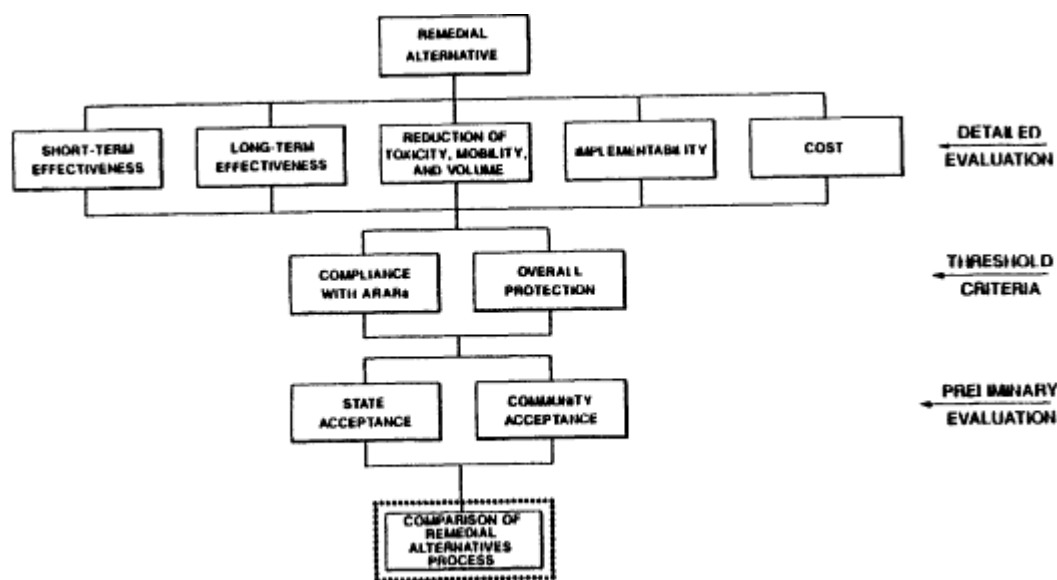 REMEDIAL
ALTERNATIVE
SHORT-TERM
EFFECTIVENESS
LONG-TERM
EFFECTIVENESS
REDUCTION OF
TOXICITY, MOBILITY,
AND VOLUME
IMPLEMENTABILITY
COST
DETAILED
EVALUATION
COMPLIANCE
WITH ARARs
OVERALL
PROTECTION
THRESHOLD
CRITERIA
STATE
ACCEPTANCE
COMMUNITY
ACCEPTANCE
PRELIMINARY
EVALUATION
COMPARISON OF
REMEDIAL
ALTERNATIVES
PROCESS